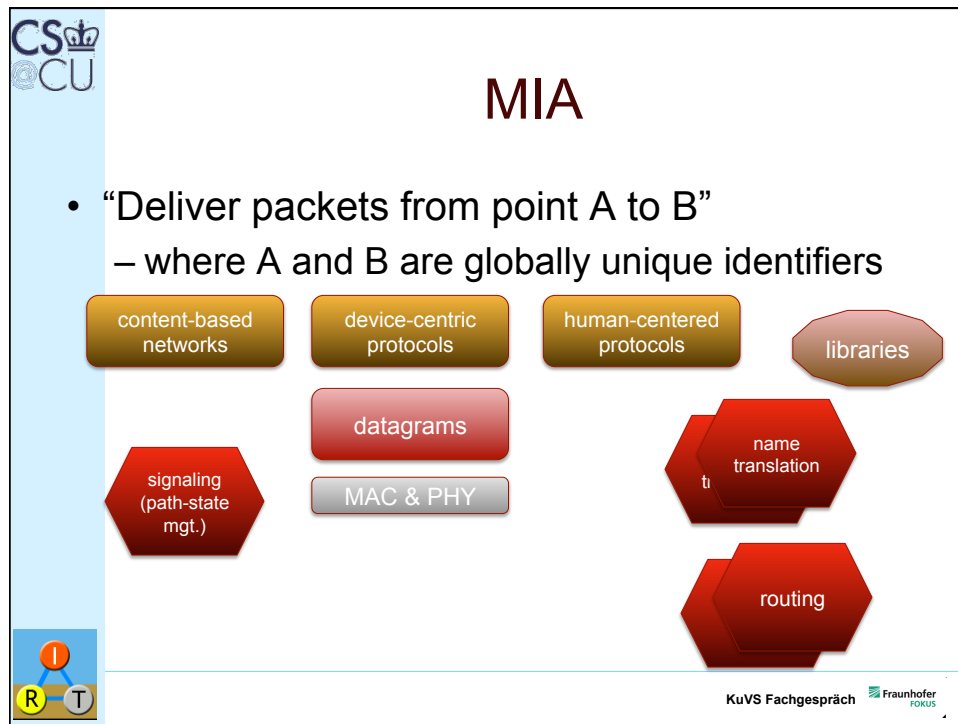 CS
@CU
MIA
• “Deliver packets from point A to B”
– where A and B are globally unique identifiers
content-based
networks
device-centric
protocols
human-centered
protocols
libraries
datagrams
name
translation
signaling
(path-state
mgt.)
MAC & PHY
routing
I
R
T
KuVS Fachgespräch
Fraunhofer
FOKUS